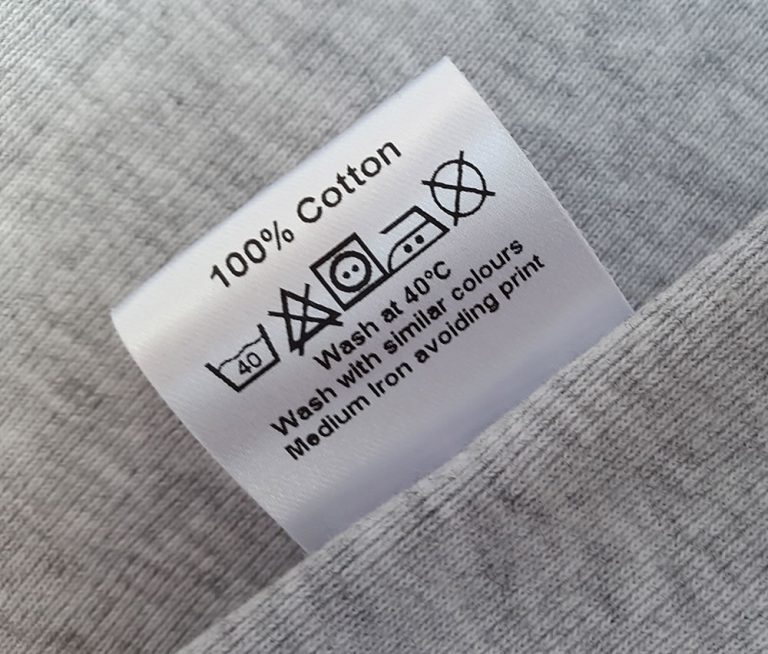 100% Cotton
40
Wash at 40°C
Wash with similar colours
Medium Iron avoiding print